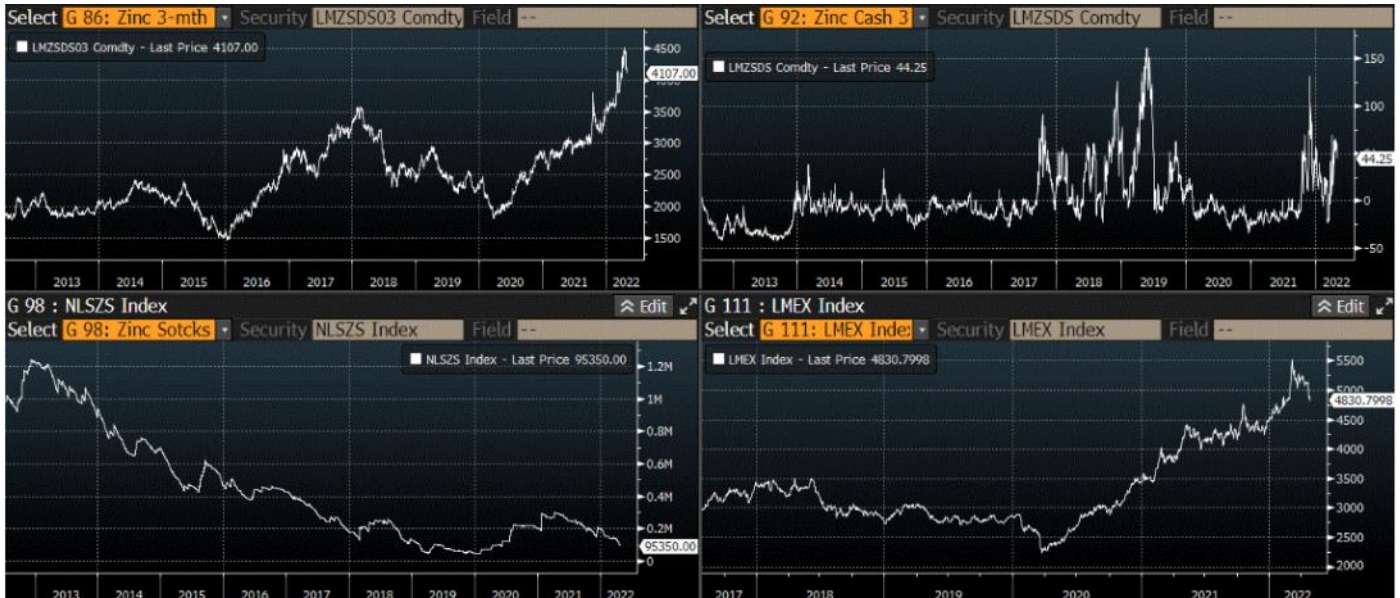 Select G 86: Zinc 3-mth Security LMZSDS03 Comdty Field --
LMZSDS03 Comdty - Last Price 4107.00
4500
4107.00
3500
3000
2500
2000
1500
2013 2014 2015 2016 2017 2018 2019 2020 2021 2022
Select G 92: Zinc Cash 3 Security LMZSDS Comdty Field --
LMZSDS Comdty - Last Price 44.25
150
100
44.25
0
-50
2013 2014 2015 2016 2017 2018 2019 2020 2021 2022
G 98 : NLSZS Index Edit
Select G 98: Zinc Sotcks Security NLSZS Index Field --
NLSZS Index - Last Price 95350.00
1.2M
1M
0.8M
0.6M
0.4M
0.2M
95350.00
0
2013 2014 2015 2016 2017 2018 2019 2020 2021 2022
G 111 : LMEX Index Edit
Select G 111: LMEX Index Security LMEX Index Field --
LMEX Index - Last Price 4830.7998
5500
5000
4830.7998
4500
4000
3500
3000
2500
2000
2017 2018 2019 2020 2021 2022